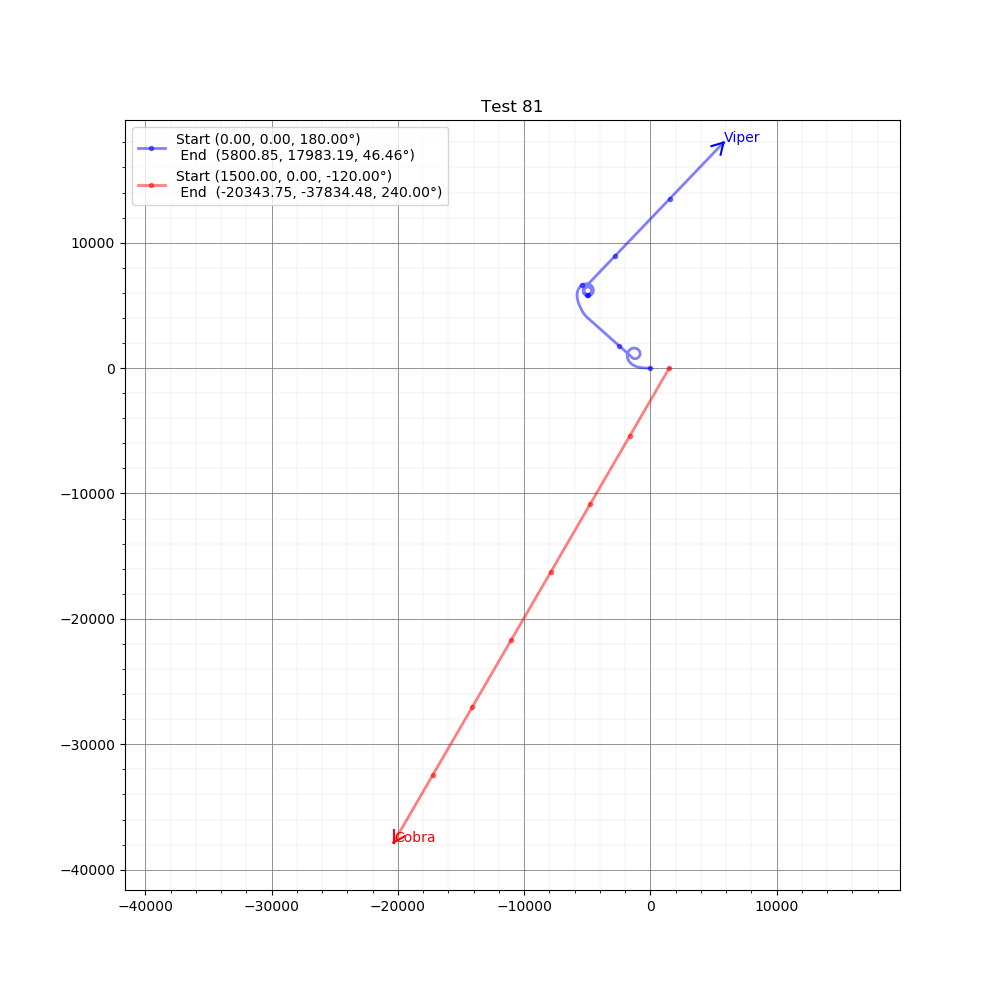 Test 81
Start (0.00, 0.00, 180.00°)
End  (5800.85, 17983.19, 46.46°)
Start (1500.00, 0.00, -120.00°)
End  (-20343.75, -37834.48, 240.00°)
Viper
Cobra
10000
0
−10000
−20000
−30000
−40000
−40000 −30000 −20000 −10000 0 10000